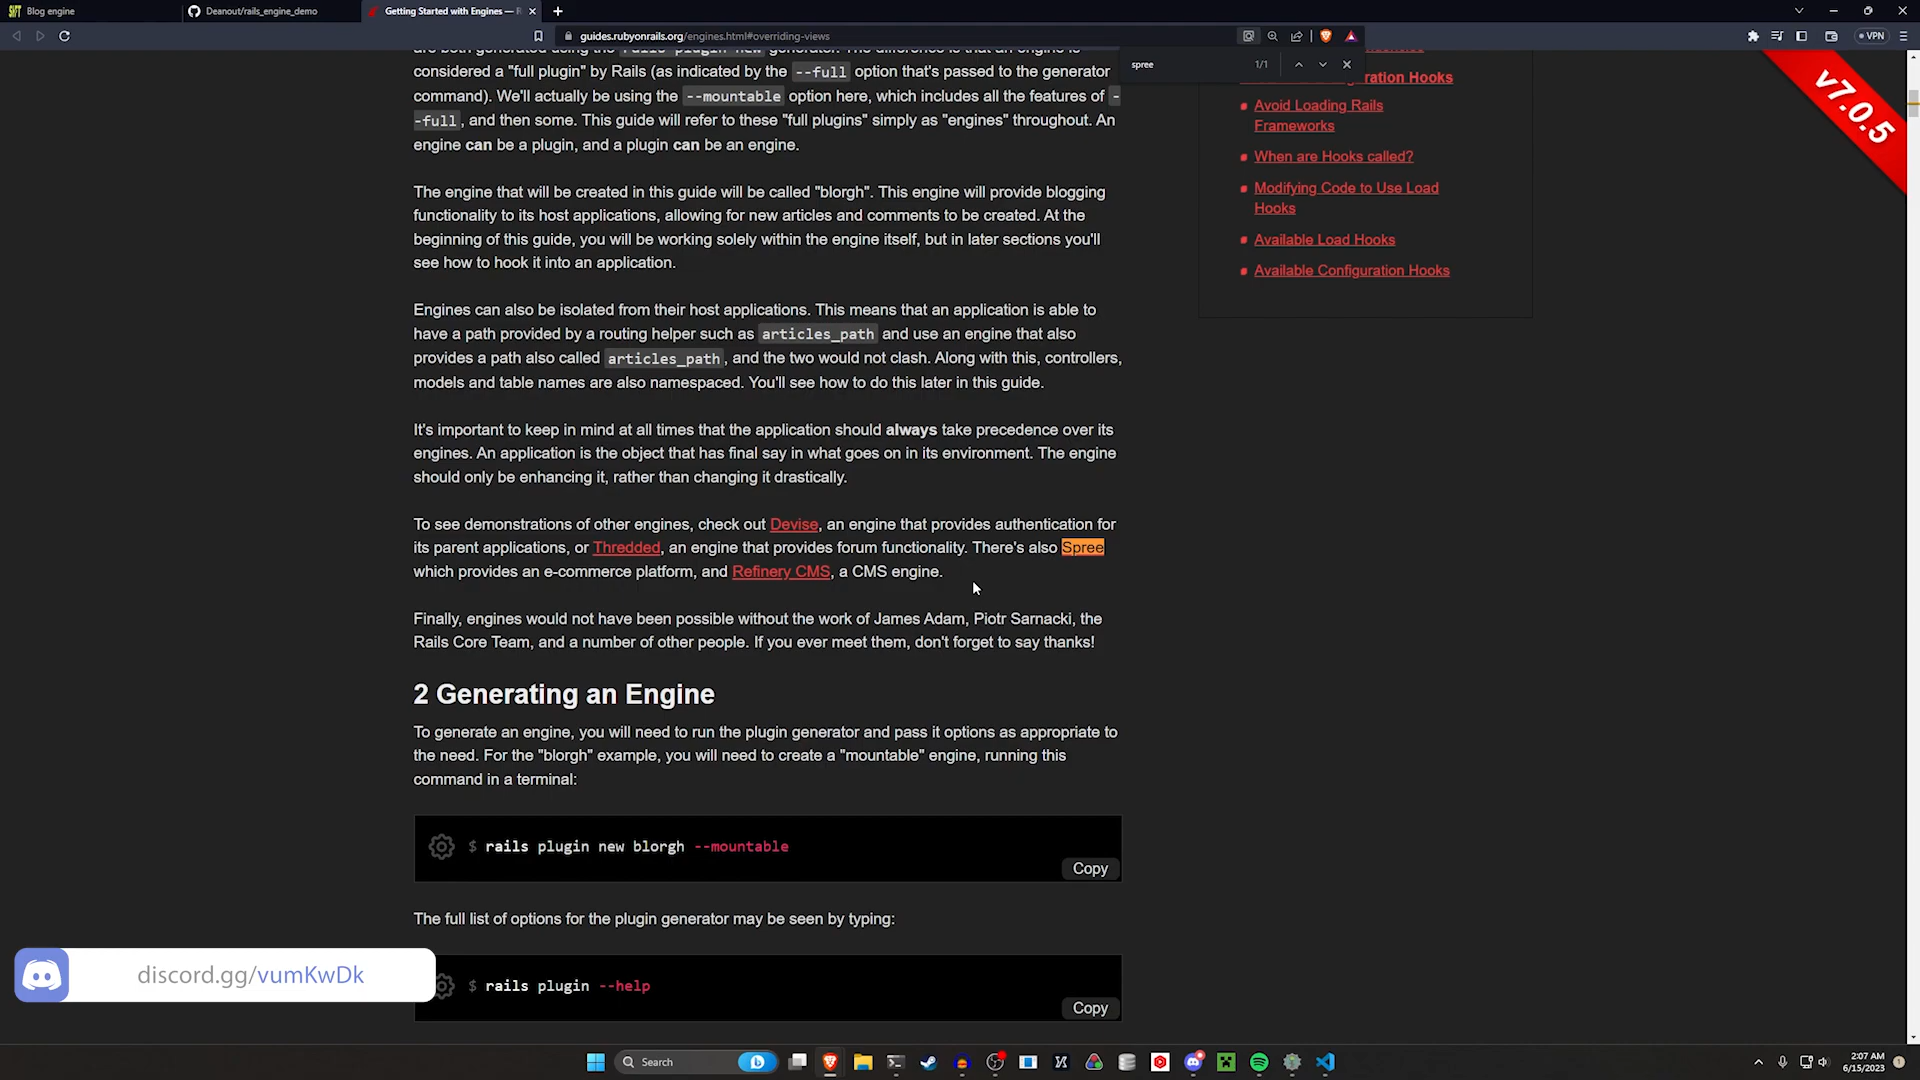 Blog engine
Deanout/rails_engine_demo
Getting Started with Engines — R
guides.rubyonrails.org/engines.html#overriding-views
VPN
spree
1/1
considered a "full plugin" by Rails (as indicated by the --full option that's passed to the generator
command). We'll actually be using the --mountable option here, which includes all the features of -
-full, and then some. This guide will refer to these "full plugins" simply as "engines" throughout. An
engine can be a plugin, and a plugin can be an engine.
The engine that will be created in this guide will be called "blorgh". This engine will provide blogging
functionality to its host applications, allowing for new articles and comments to be created. At the
beginning of this guide, you will be working solely within the engine itself, but in later sections you'll
see how to hook it into an application.
Engines can also be isolated from their host applications. This means that an application is able to
have a path provided by a routing helper such as articles_path and use an engine that also
provides a path also called articles_path, and the two would not clash. Along with this, controllers,
models and table names are also namespaced. You'll see how to do this later in this guide.
It's important to keep in mind at all times that the application should always take precedence over its
engines. An application is the object that has final say in what goes on in its environment. The engine
should only be enhancing it, rather than changing it drastically.
To see demonstrations of other engines, check out Devise, an engine that provides authentication for
its parent applications, or Thredded, an engine that provides forum functionality. There's also Spree
which provides an e-commerce platform, and Refinery CMS, a CMS engine.
Finally, engines would not have been possible without the work of James Adam, Piotr Sarnacki, the
Rails Core Team, and a number of other people. If you ever meet them, don't forget to say thanks!
2 Generating an Engine
To generate an engine, you will need to run the plugin generator and pass it options as appropriate to
the need. For the "blorgh" example, you will need to create a "mountable" engine, running this
command in a terminal:
$ rails plugin new blorgh --mountable
Copy
The full list of options for the plugin generator may be seen by typing:
$ rails plugin --help
Copy
ration Hooks
Avoid Loading Rails
Frameworks
When are Hooks called?
Modifying Code to Use Load
Hooks
Available Load Hooks
Available Configuration Hooks
v7.0.5
discord.gg/vumKwDk
Search
2:07 AM
6/15/2023